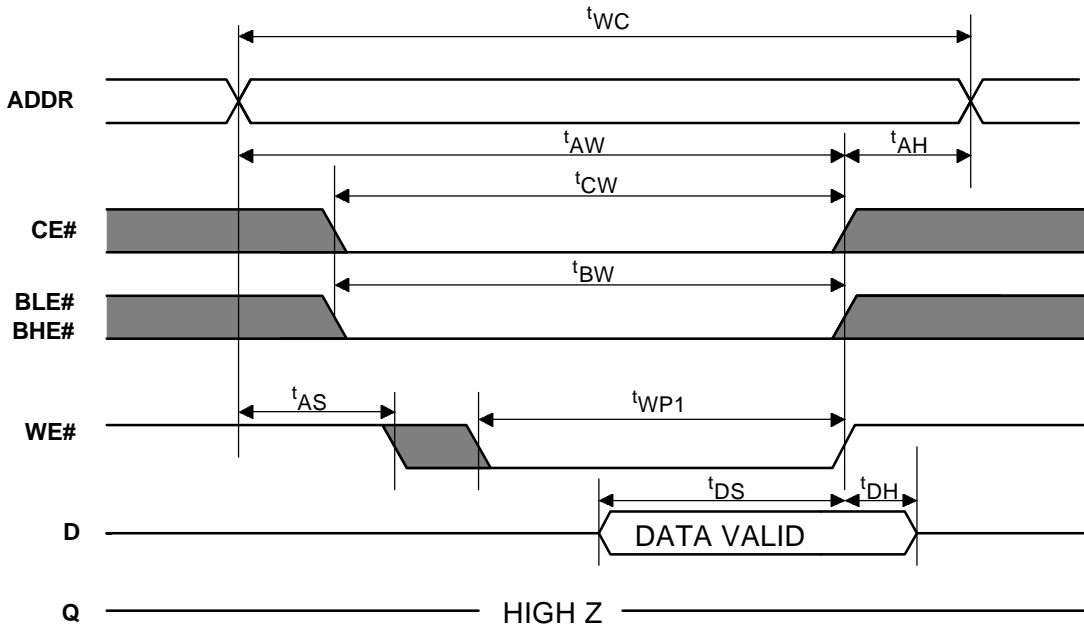 tWC
ADDR
tAW tAH
tCW
CE#
tBW
BLE#
BHE#
tAS tWP1
WE#
tDS tDH
D DATA VALID
Q HIGH Z